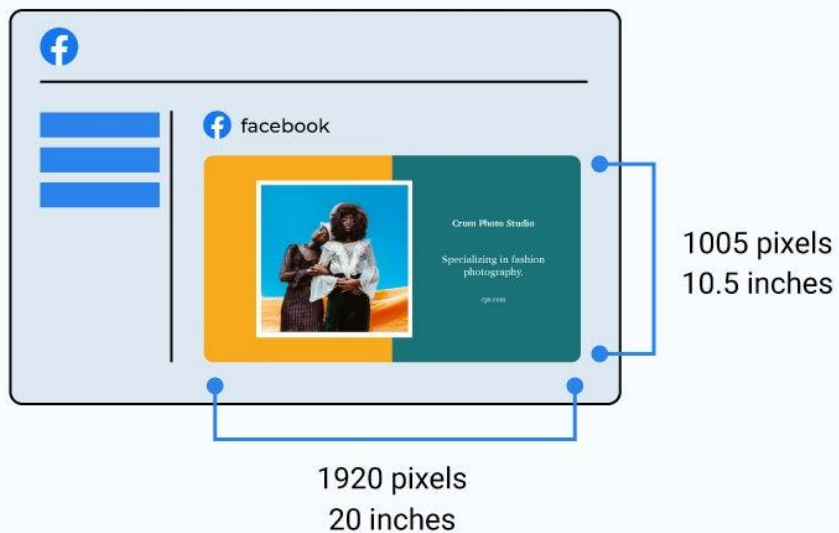 facebook
Crum Photo Studio
Specializing in fashion
photography.
cps.com
1005 pixels
10.5 inches
1920 pixels
20 inches